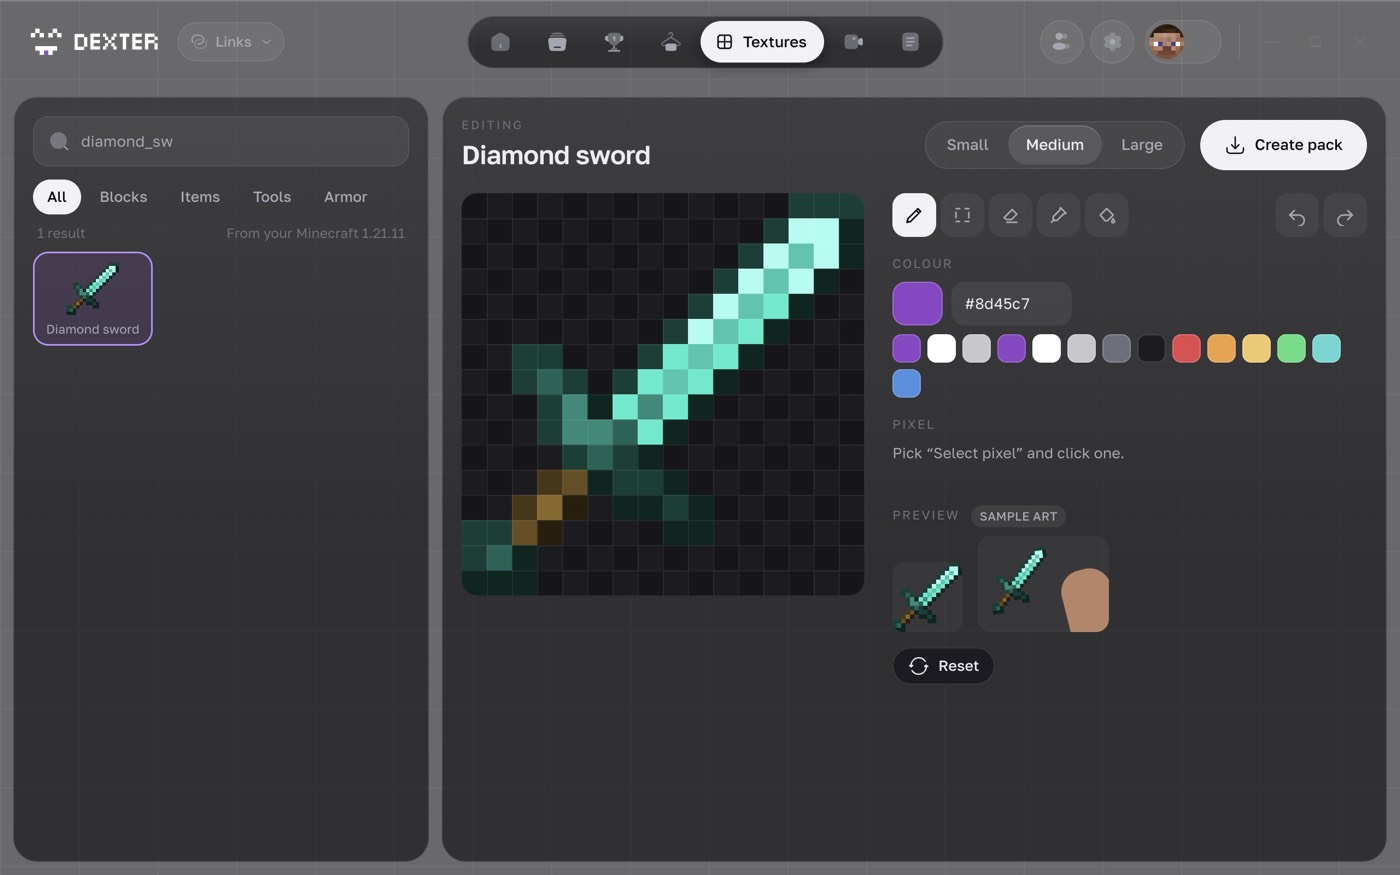 DEXTER
Links
Textures
diamond_sw
All
Blocks
Items
Tools
Armor
1 result
From your Minecraft 1.21.11
Diamond sword
EDITING
Diamond sword
Small
Medium
Large
Create pack
COLOUR
#8d45c7
PIXEL
Pick “Select pixel” and click one.
PREVIEW
SAMPLE ART
Reset